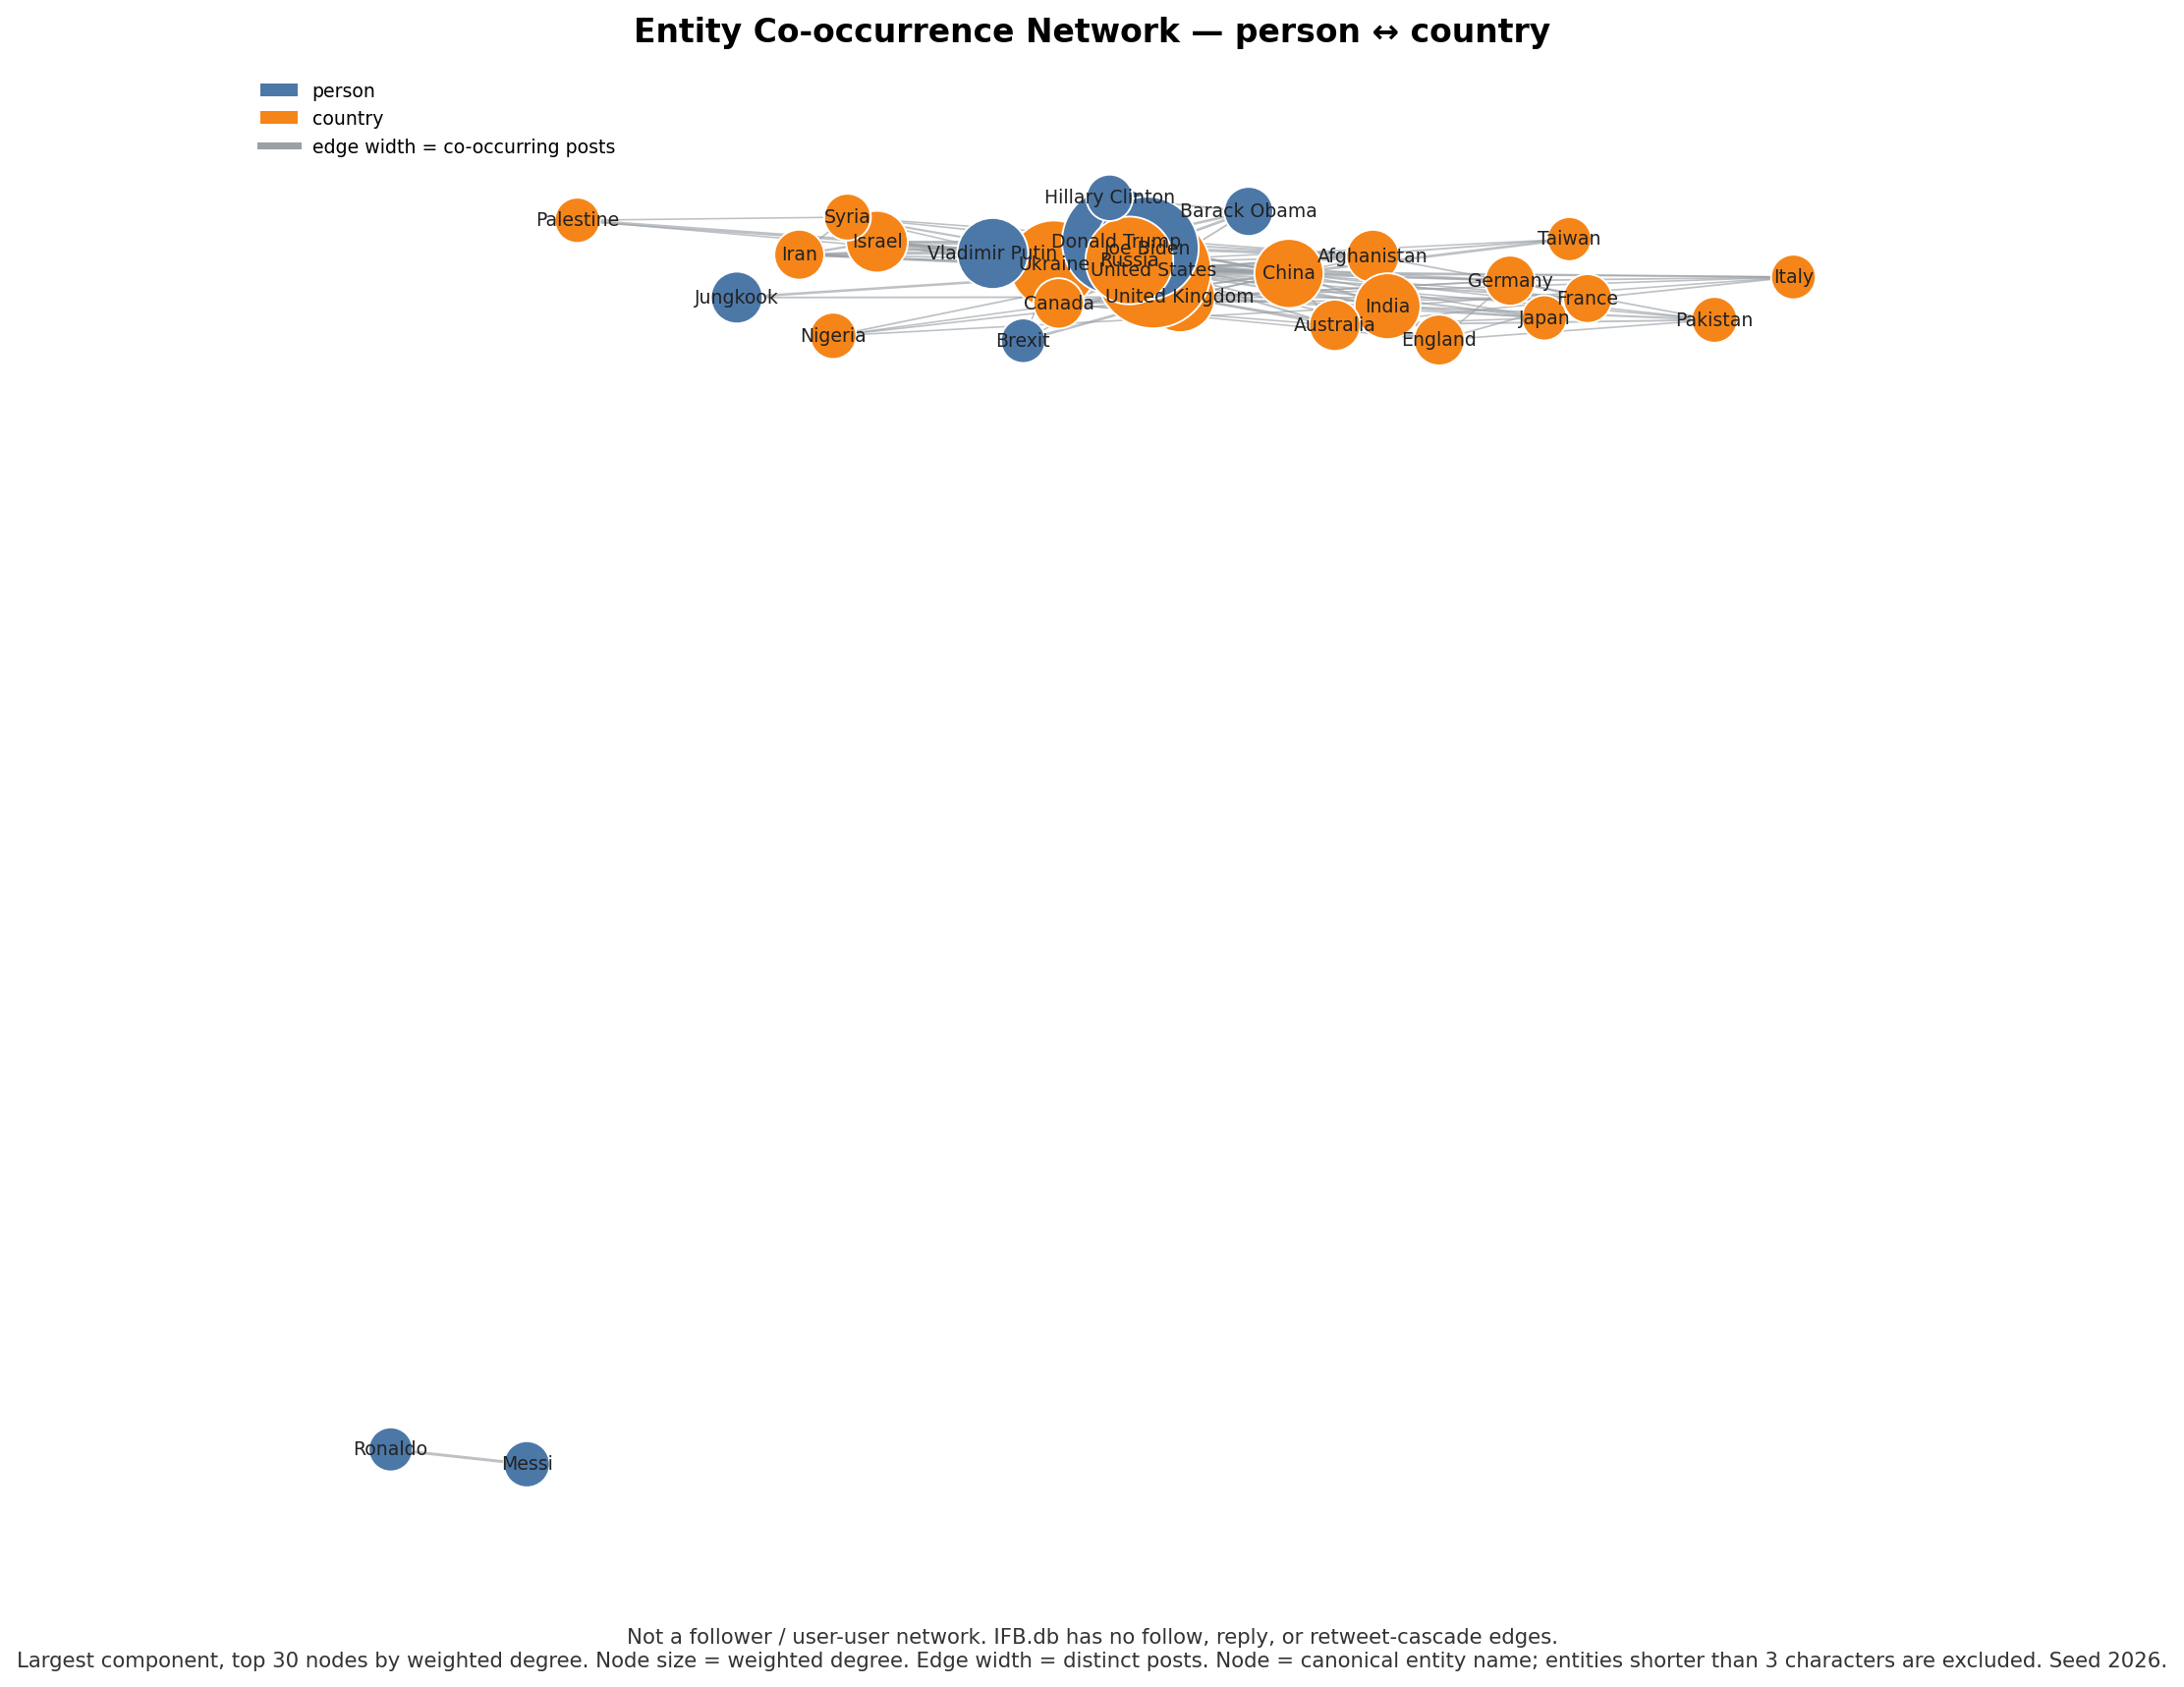 Entity Co-occurrence Network — person ↔ country
person
country
edge width = co-occurring posts
Hillary Clinton
Barack Obama
Palestine
Syria
Israel
Iran
Vladimir Putin
Donald Trump
Joe Biden
Ukraine
Russia
United States
China
Afghanistan
Taiwan
Germany
Italy
Jungkook
Canada
United Kingdom
India
France
Nigeria
Brexit
Australia
England
Japan
Pakistan
Ronaldo
Messi
Not a follower / user-user network. IFB.db has no follow, reply, or retweet-cascade edges.
Largest component, top 30 nodes by weighted degree. Node size = weighted degree. Edge width = distinct posts. Node = canonical entity name; entities shorter than 3 characters are excluded. Seed 2026.